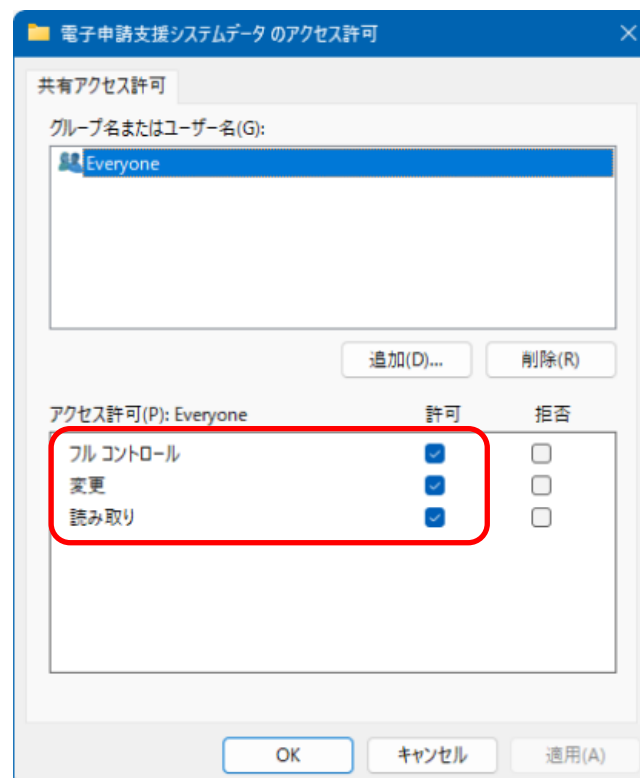 電子申請支援システムデータ のアクセス許可
共有アクセス許可
グループ名またはユーザー名(G):
Everyone
追加(D)... 削除(R)
アクセス許可(P): Everyone 許可 拒否
フル コントロール
変更
読み取り
OK キャンセル 適用(A)